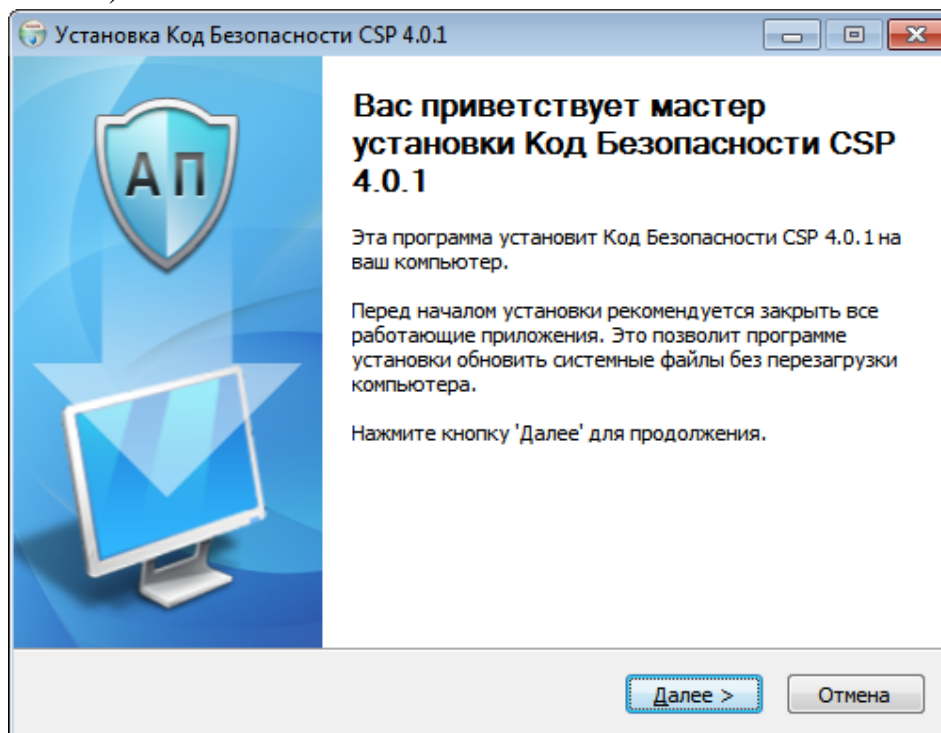 Установка Код Безопасности CSP 4.0.1
АП
Вас приветствует мастер
установки Код Безопасности CSP
4.0.1
Эта программа установит Код Безопасности CSP 4.0.1 на
ваш компьютер.
Перед началом установки рекомендуется закрыть все
работающие приложения. Это позволит программе
установки обновить системные файлы без перезагрузки
компьютера.
Нажмите кнопку 'Далее' для продолжения.
Далее >
Отмена